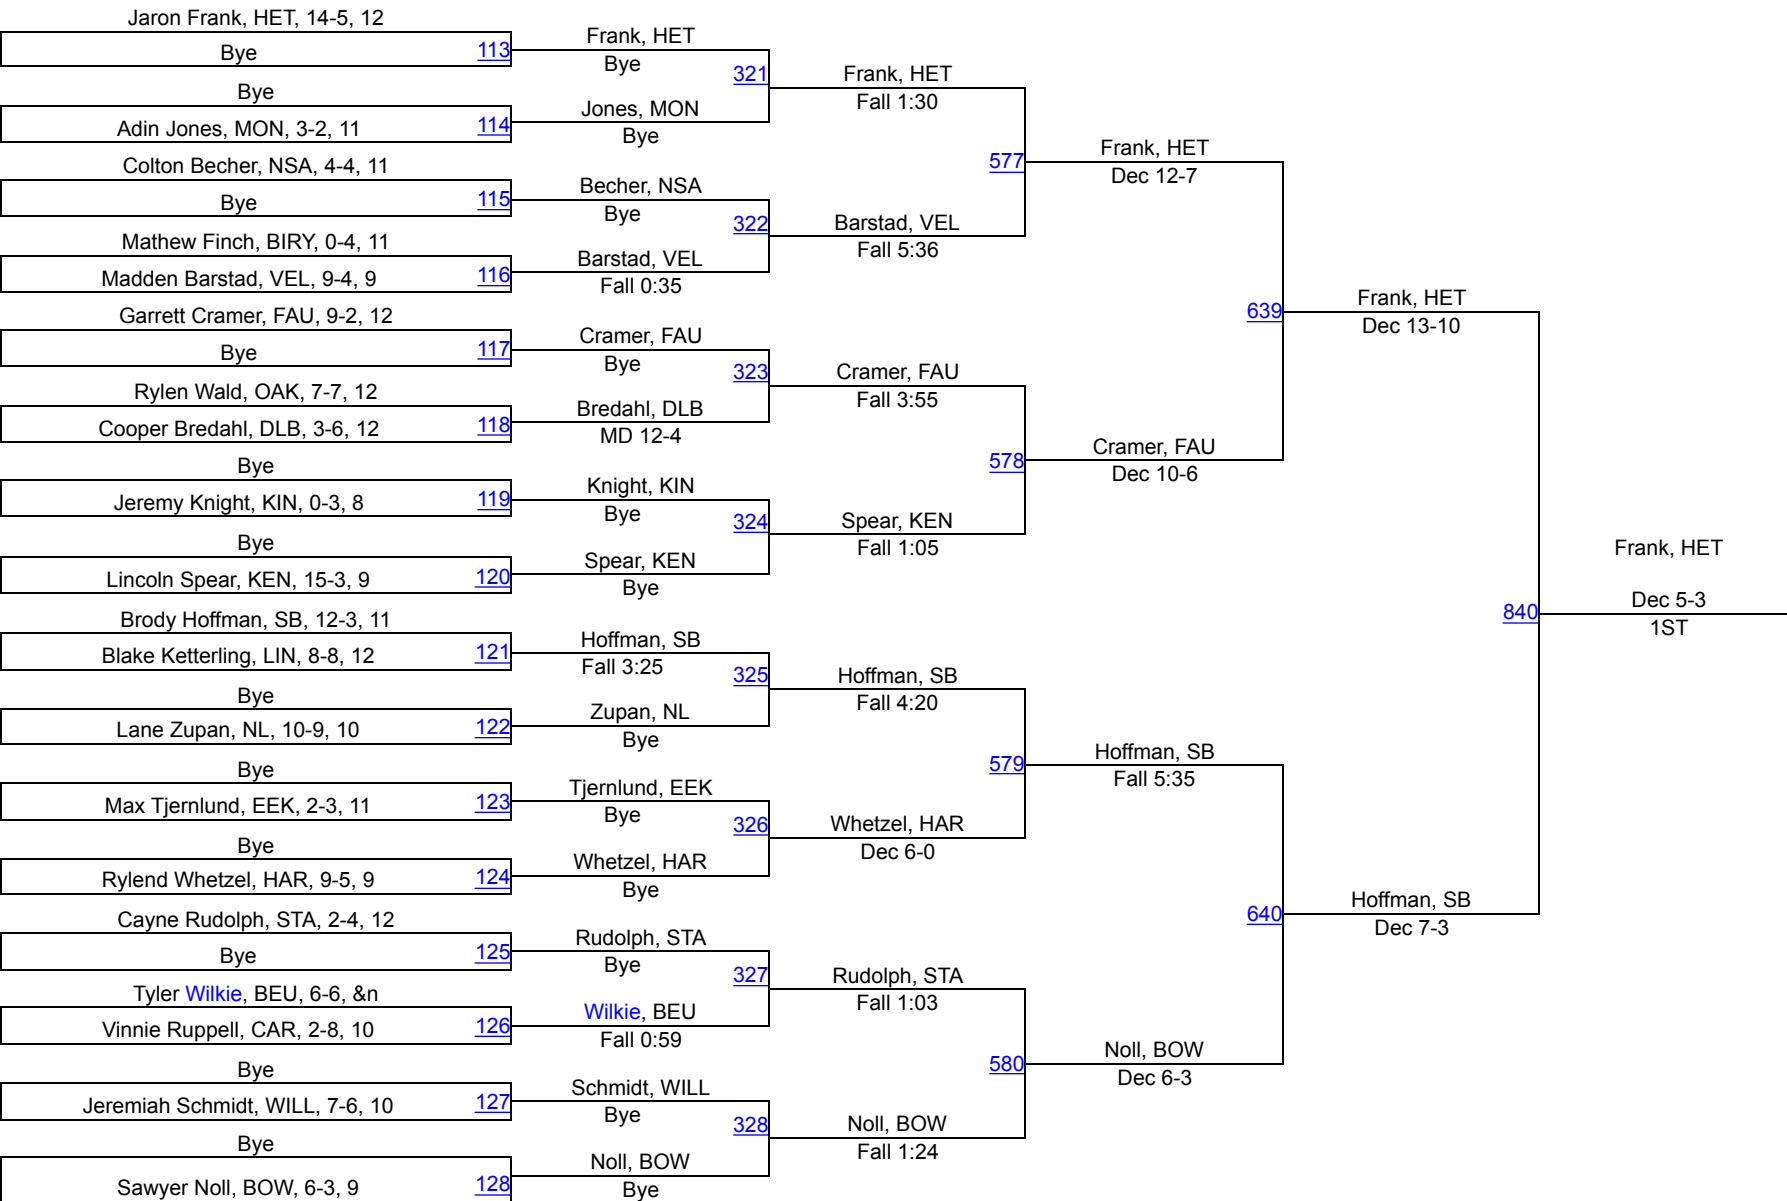 Jaron Frank, HET, 14-5, 12
Bye
113
Bye
Adin Jones, MON, 3-2, 11
114
Colton Becher, NSA, 4-4, 11
Bye
115
Mathew Finch, BIRY, 0-4, 11
Madden Barstad, VEL, 9-4, 9
116
Garrett Cramer, FAU, 9-2, 12
Bye
117
Rylen Wald, OAK, 7-7, 12
Cooper Bredahl, DLB, 3-6, 12
118
Bye
Jeremy Knight, KIN, 0-3, 8
119
Bye
Lincoln Spear, KEN, 15-3, 9
120
Brody Hoffman, SB, 12-3, 11
Blake Ketterling, LIN, 8-8, 12
121
Bye
Lane Zupan, NL, 10-9, 10
122
Bye
Max Tjernlund, EEK, 2-3, 11
123
Bye
Rylend Whetzel, HAR, 9-5, 9
124
Cayne Rudolph, STA, 2-4, 12
Bye
125
Tyler Wilkie, BEU, 6-6, &n
Vinnie Ruppell, CAR, 2-8, 10
126
Bye
Jeremiah Schmidt, WILL, 7-6, 10
127
Bye
Sawyer Noll, BOW, 6-3, 9
128
Frank, HET
Bye
321
Jones, MON
Bye
Becher, NSA
Bye
322
Barstad, VEL
Fall 0:35
Cramer, FAU
Bye
323
Bredahl, DLB
MD 12-4
Knight, KIN
Bye
324
Spear, KEN
Bye
Hoffman, SB
Fall 3:25
325
Zupan, NL
Bye
Tjernlund, EEK
Bye
326
Whetzel, HAR
Bye
Rudolph, STA
Bye
327
Wilkie, BEU
Fall 0:59
Schmidt, WILL
Bye
328
Noll, BOW
Bye
Frank, HET
Fall 1:30
577
Barstad, VEL
Fall 5:36
Cramer, FAU
Fall 3:55
578
Spear, KEN
Fall 1:05
Hoffman, SB
Fall 4:20
579
Whetzel, HAR
Dec 6-0
Rudolph, STA
Fall 1:03
580
Noll, BOW
Fall 1:24
Frank, HET
Dec 12-7
639
Cramer, FAU
Dec 10-6
Hoffman, SB
Fall 5:35
640
Noll, BOW
Dec 6-3
Frank, HET
Dec 13-10
840
Hoffman, SB
Dec 7-3
Frank, HET
Dec 5-3
1ST